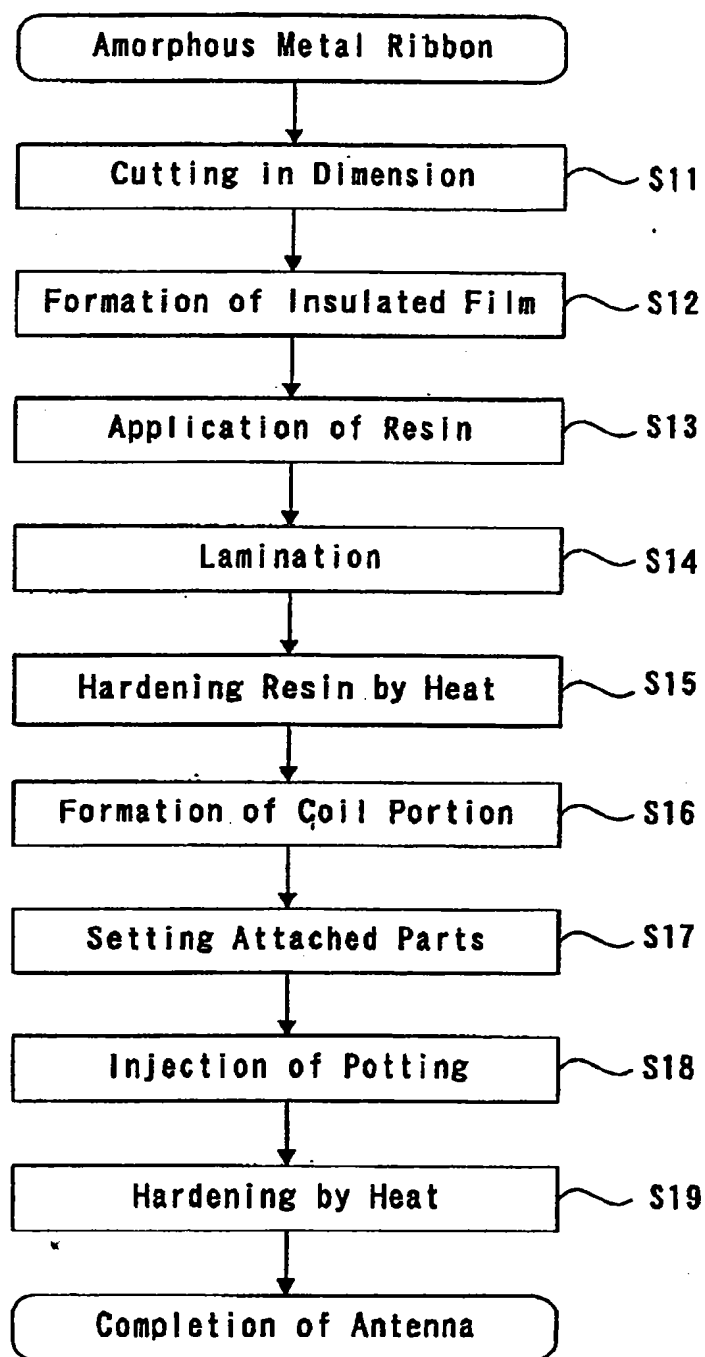 Amorphous Metal Ribbon
Cutting in Dimension S11
Formation of Insulated Film S12
Application of Resin S13
Lamination S14
Hardening Resin by Heat S15
Formation of Coil Portion S16
Setting Attached Parts S17
Injection of Potting S18
Hardening by Heat S19
Completion of Antenna